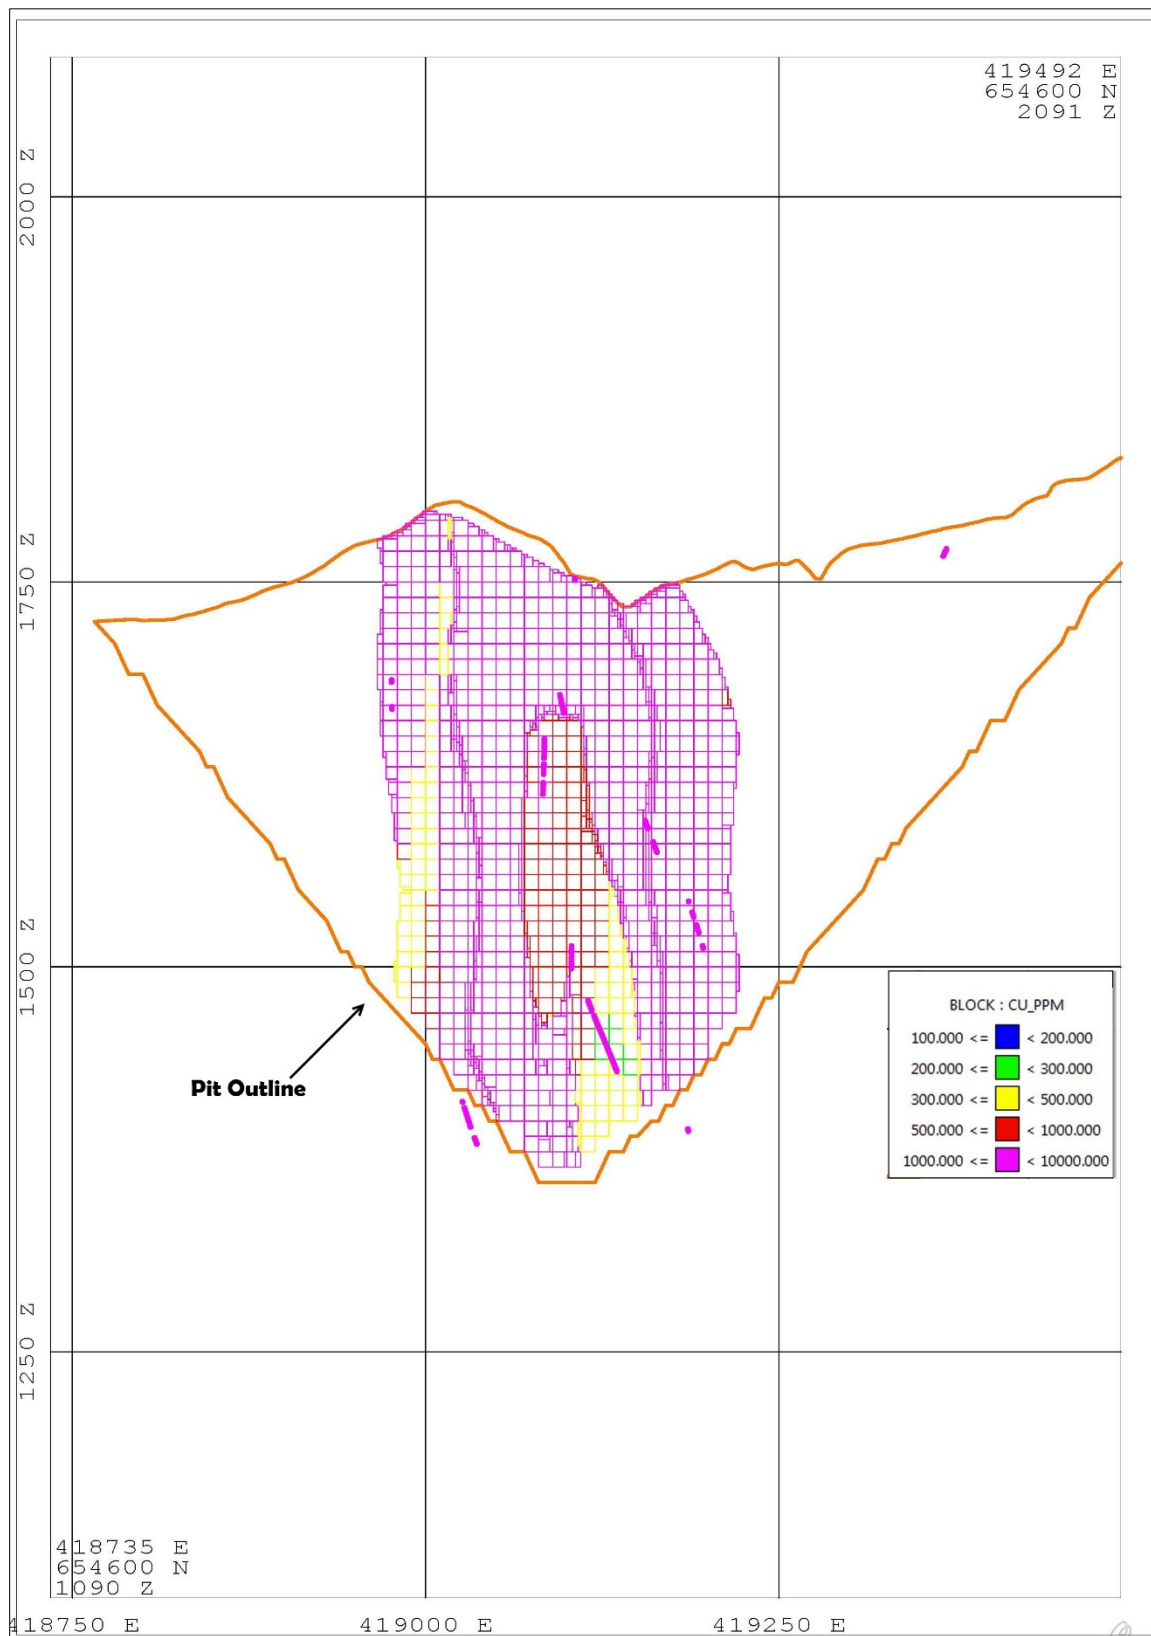 419492 E
654600 N
2091 Z
2000 Z
1750 Z
1500 Z
1250 Z
Pit Outline
BLOCK : CU_PPM
100.000 <= < 200.000
200.000 <= < 300.000
300.000 <= < 500.000
500.000 <= < 1000.000
1000.000 <= < 10000.000
418735 E
654600 N
1090 Z
418750 E
419000 E
419250 E